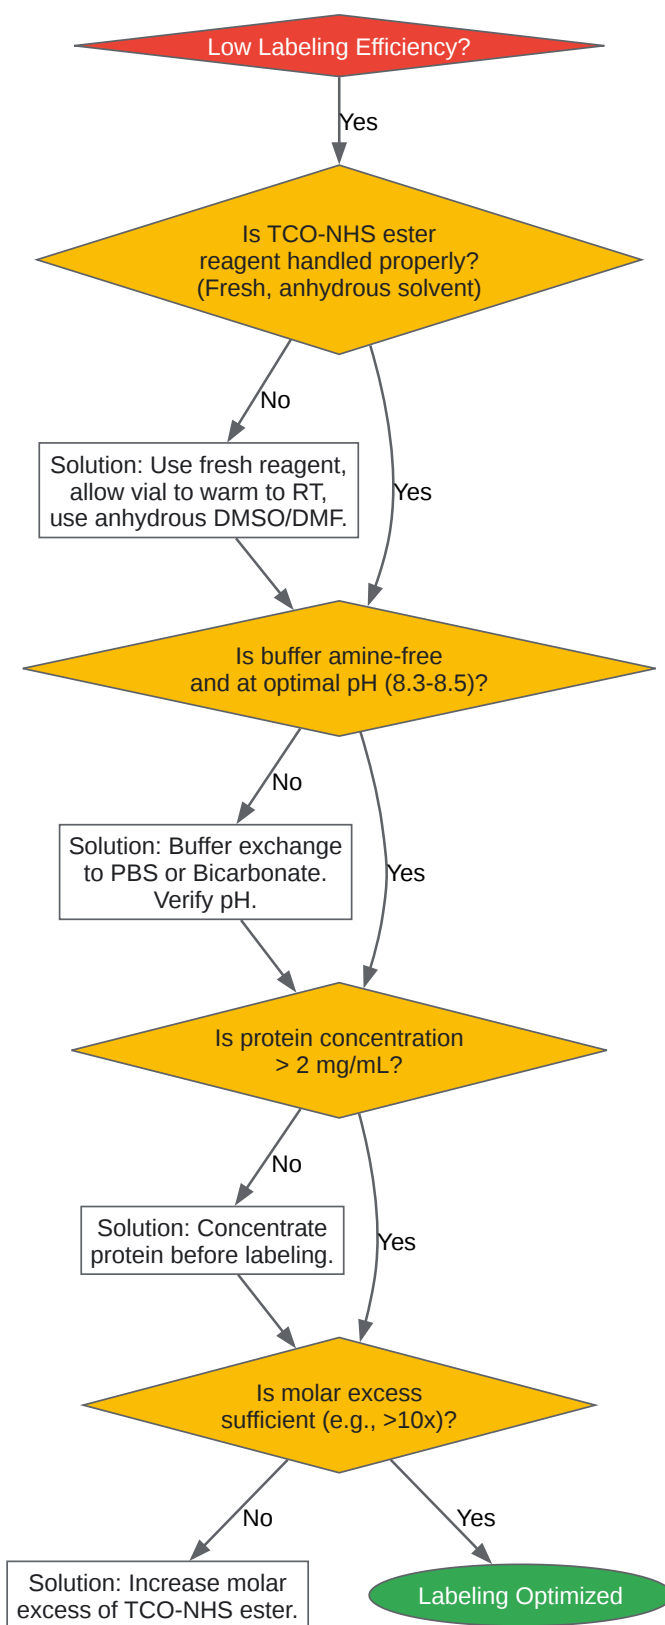 Low Labeling Efficiency?
Yes
Is TCO-NHS ester
reagent handled properly?
(Fresh, anhydrous solvent)
No
Yes
Solution: Use fresh reagent,
allow vial to warm to RT,
use anhydrous DMSO/DMF.
Is buffer amine-free
and at optimal pH (8.3-8.5)?
No
Yes
Solution: Buffer exchange
to PBS or Bicarbonate.
Verify pH.
Is protein concentration
> 2 mg/mL?
No
Yes
Solution: Concentrate
protein before labeling.
Is molar excess
sufficient (e.g., >10x)?
No
Yes
Solution: Increase molar
excess of TCO-NHS ester.
Labeling Optimized